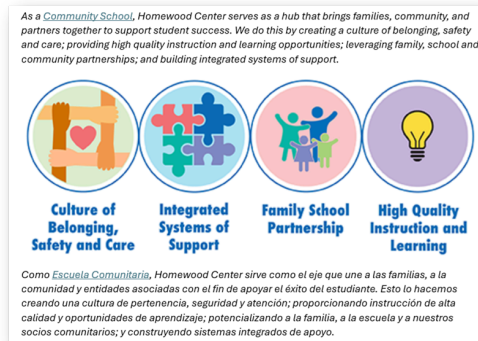 As a Community School, Homewood Center serves as a hub that brings families, community, and
partners together to support student success. We do this by creating a culture of belonging, safety
and care; providing high quality instruction and learning opportunities; leveraging family, school and
community partnerships; and building integrated systems of support.
Culture of
Belonging,
Safety and Care
Integrated
Systems of
Support
Family School
Partnership
High Quality
Instruction and
Learning
Como Escuela Comunitaria, Homewood Center sirve como el eje que une a las familias, a la
comunidad y entidades asociadas con el fin de apoyar el éxito del estudiante. Esto lo hacemos
creando una cultura de pertenencia, seguridad y atención; proporcionando instrucción de alta
calidad y oportunidades de aprendizaje; potencializando a la familia, a la escuela y a nuestros
socios comunitarios; y construyendo sistemas integrados de apoyo.